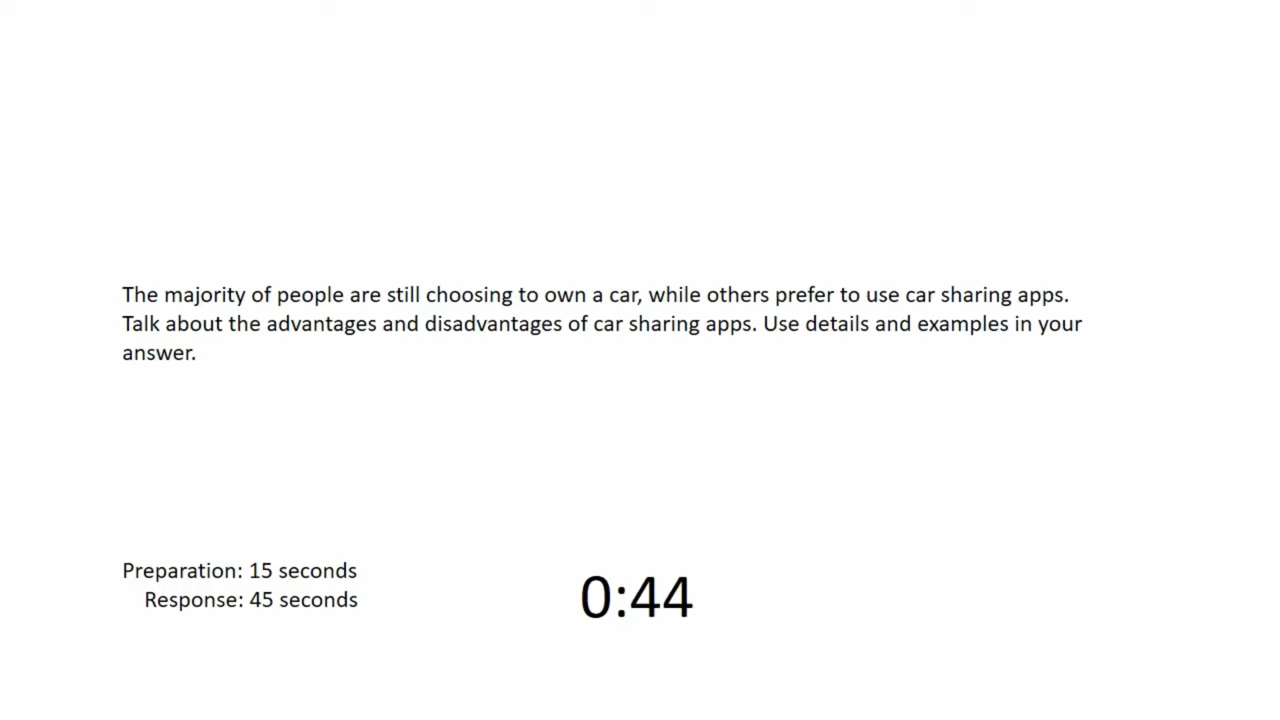 The majority of people are still choosing to own a car, while others prefer to use car sharing apps.
Talk about the advantages and disadvantages of car sharing apps. Use details and examples in your
answer.
Preparation: 15 seconds
Response: 45 seconds
0:44